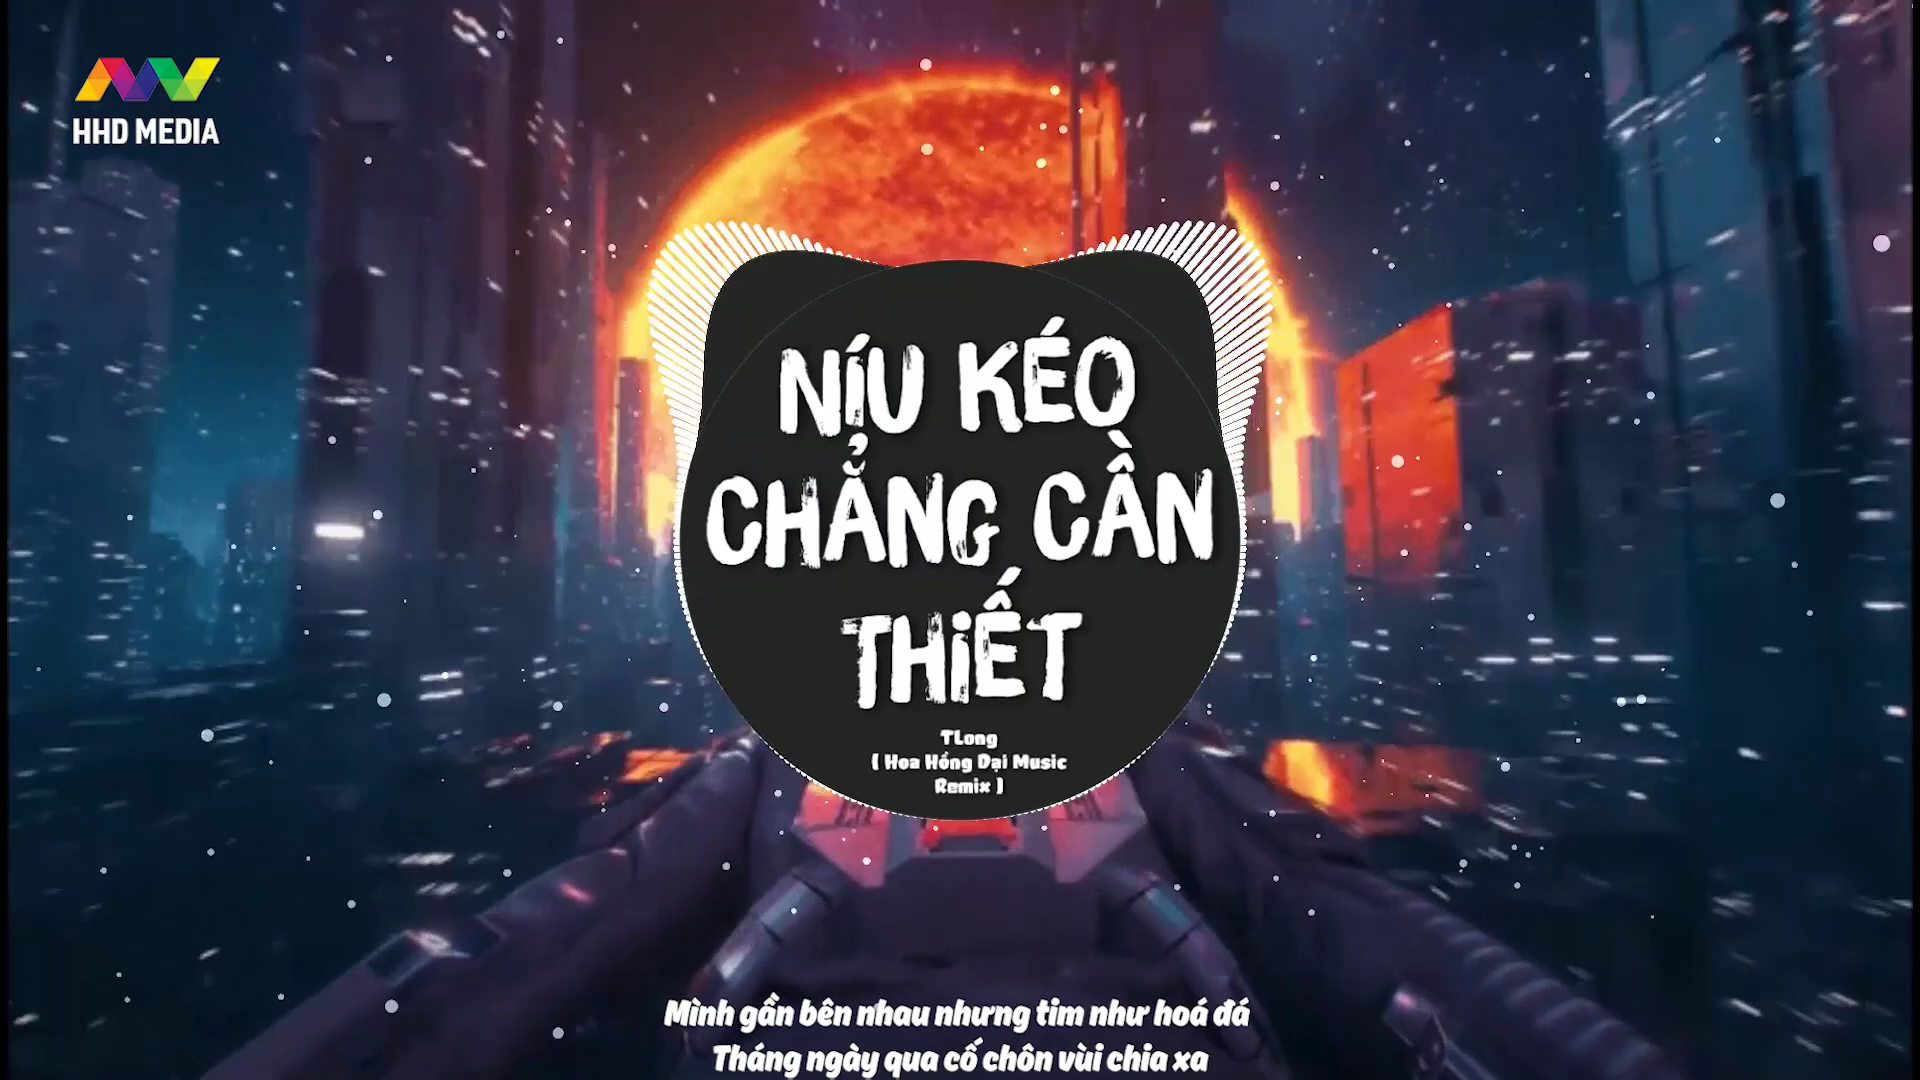 HHD MEDIA
NÍU KÉO
CHẲNG CẦN
THIẾT
TLong
( Hoa Hồng Dại Music
Remix )
Mình gần bên nhau nhưng tim như hoá đá
Tháng ngày qua cố chôn vùi chia xa